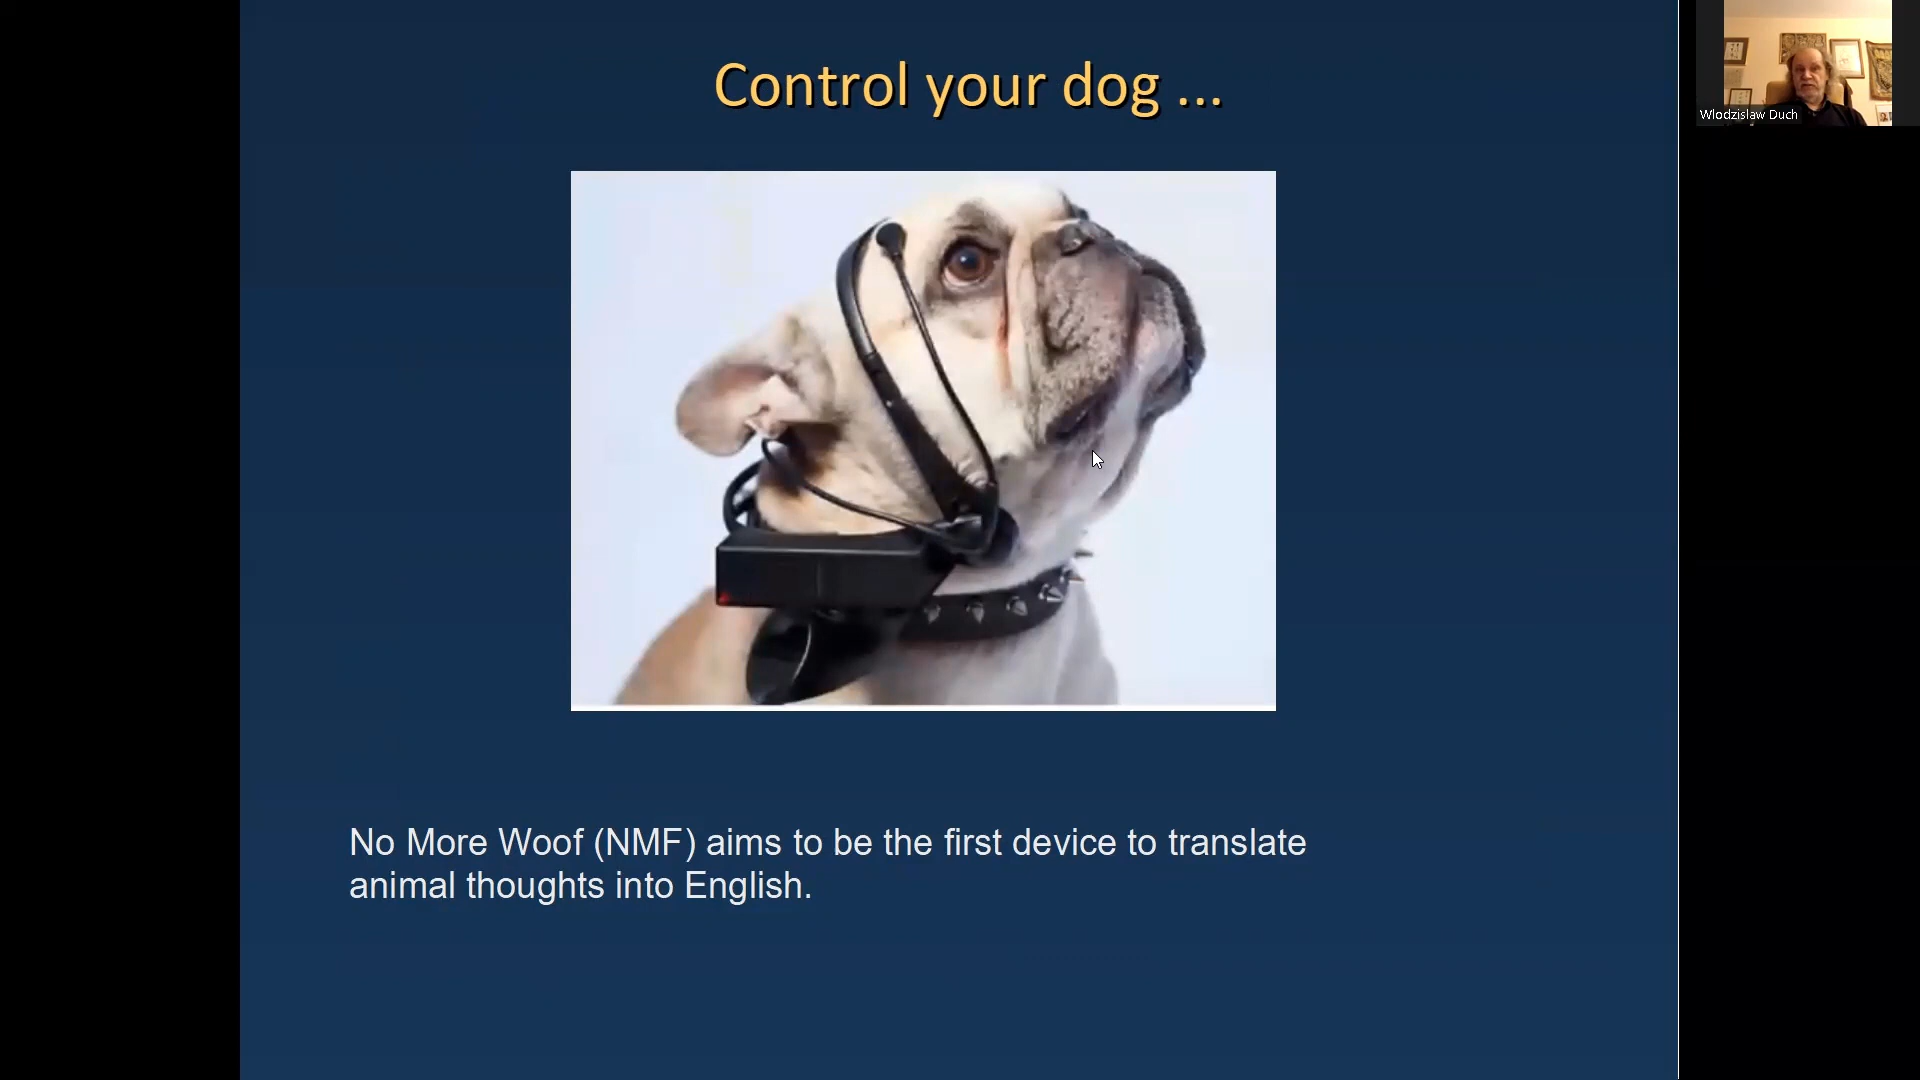 Control your dog ...
Wlodzislaw Duch
No More Woof (NMF) aims to be the first device to translate
animal thoughts into English.